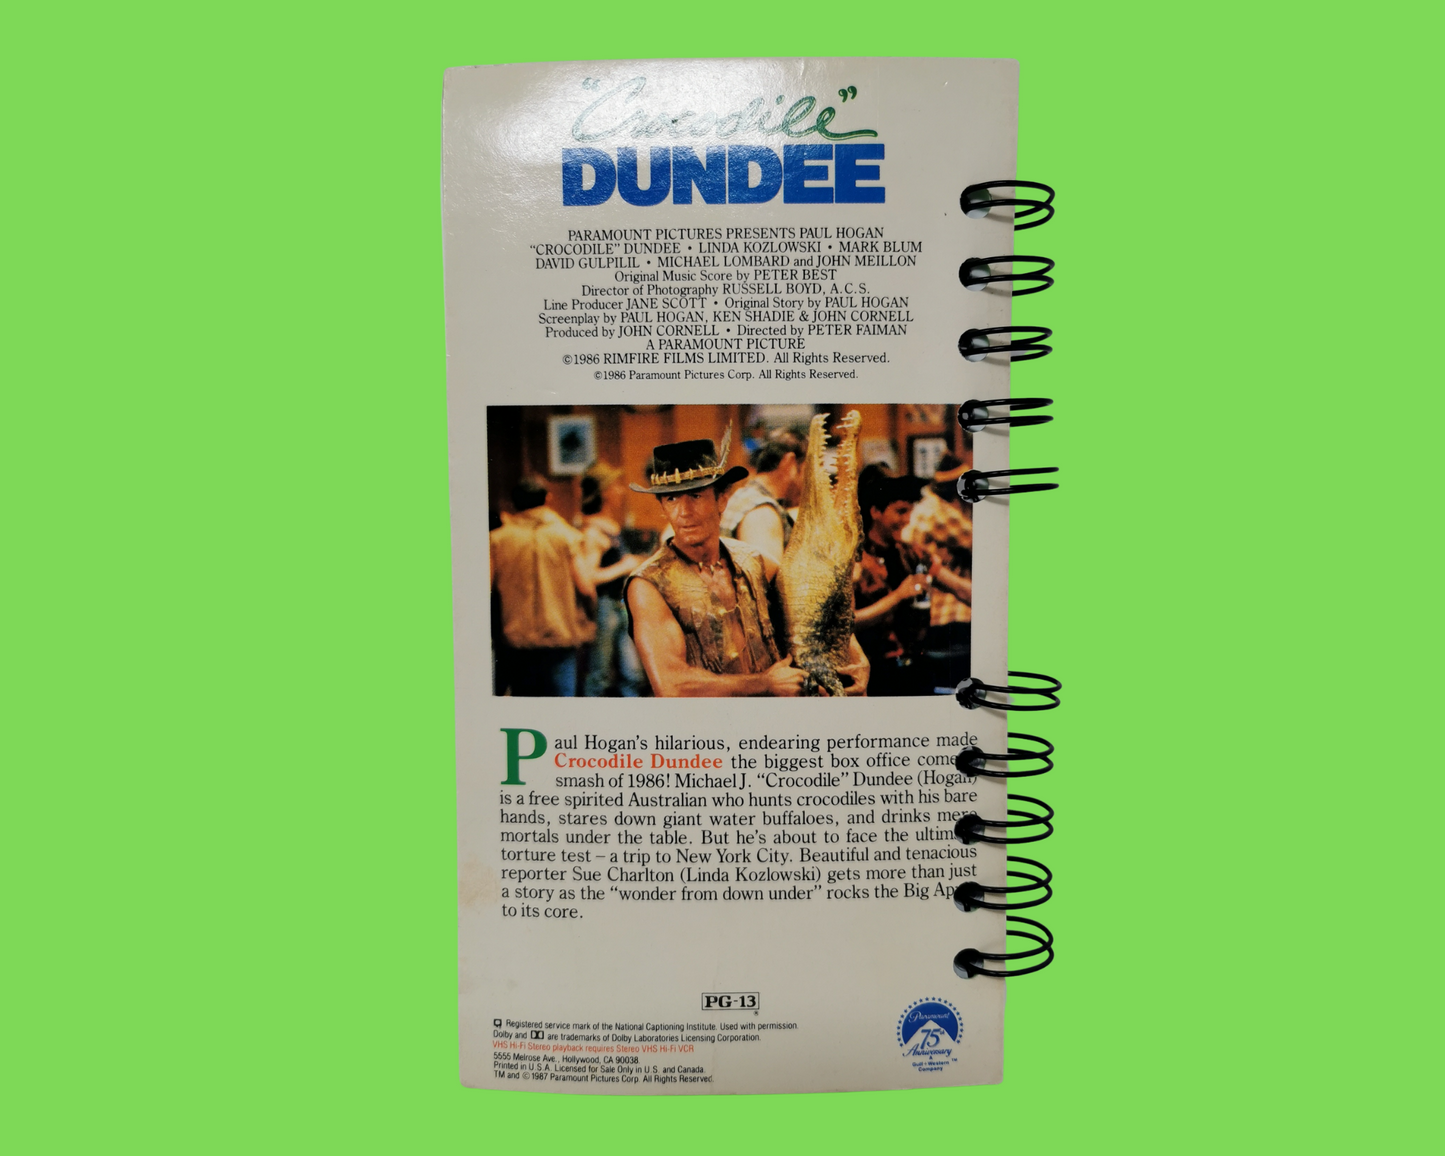 “Crocodile”
DUNDEE
PARAMOUNT PICTURES PRESENTS PAUL HOGAN
“CROCODILE” DUNDEE • LINDA KOZLOWSKI • MARK BLUM
DAVID GULPILIL • MICHAEL LOMBARD and JOHN MEILLON
Original Music Score by PETER BEST
Director of Photography RUSSELL BOYD, A.C.S.
Line Producer JANE SCOTT • Original Story by PAUL HOGAN
Screenplay by PAUL HOGAN, KEN SHADIE & JOHN CORNELL
Produced by JOHN CORNELL • Directed by PETER FAIMAN
A PARAMOUNT PICTURE
©1986 RIMFIRE FILMS LIMITED. All Rights Reserved.
©1986 Paramount Pictures Corp. All Rights Reserved.
Paul Hogan’s hilarious, endearing performance made
Crocodile Dundee the biggest box office
smash of 1986! Michael J. “Crocodile” Dundee (Hogan)
is a free spirited Australian who hunts crocodiles with his bare
hands, stares down giant water buffaloes, and drinks mere
mortals under the table. But he’s about to face the
torture test – a trip to New York City. Beautiful and tenacious
reporter Sue Charlton (Linda Kozlowski) gets more than just
a story as the “wonder from down under” rocks the Big
to its core.
PG-13
®
Registered service mark of the National Captioning Institute. Used with permission.
Dolby and are trademarks of Dolby Laboratories Licensing Corporation.
VHS Hi-Fi Stereo playback requires Stereo VHS Hi-Fi VCR
5555 Melrose Ave., Hollywood, CA 90038.
Printed in U.S.A. Licensed for Sale Only in U.S. and Canada.
TM and © 1987 Paramount Pictures Corp. All Rights Reserved.
Paramount
75th
Anniversary
A
Gulf+Western
Company
TM